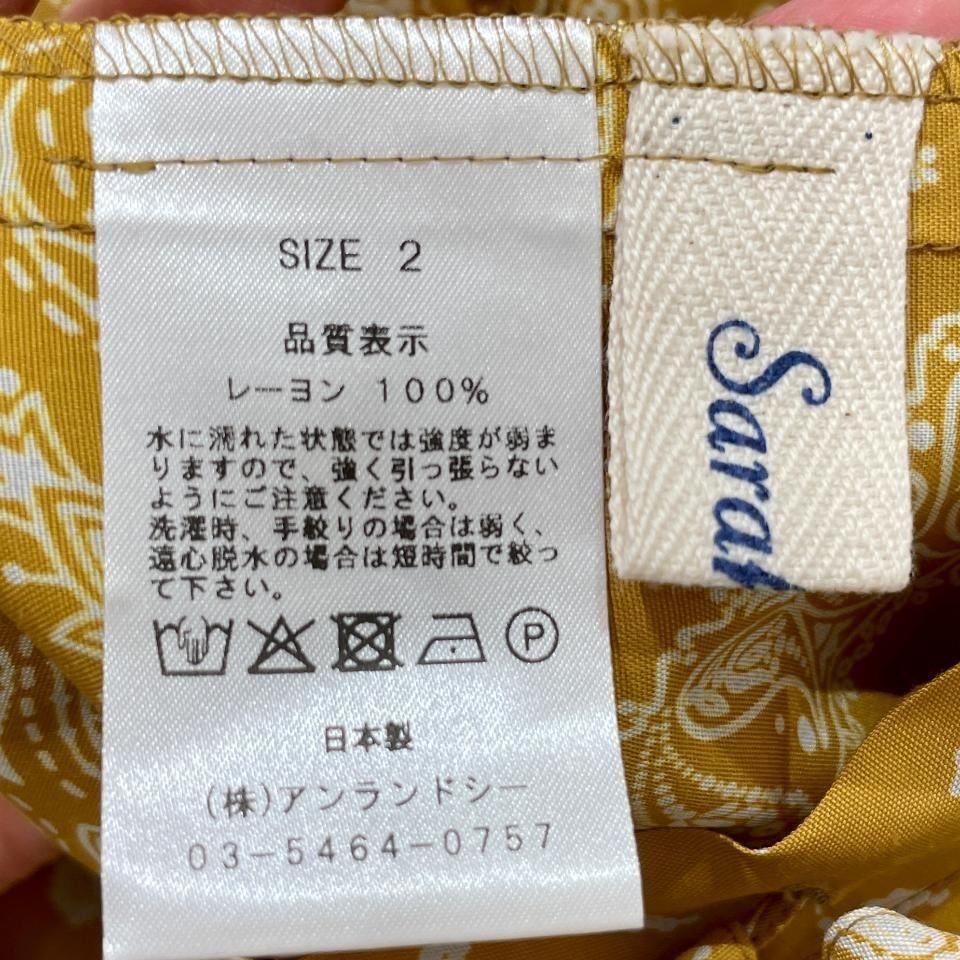 SIZE 2
品質表示
レーヨン 100%
水に濡れた状態では強度が弱ま
りますので、強く引っ張らない
ようにご注意ください。
洗濯時、手絞りの場合は弱く、
遠心脱水の場合は短時間で絞っ
て下さい。
P
日本製
(株)アンランドシー
03-5464-0757
Sara